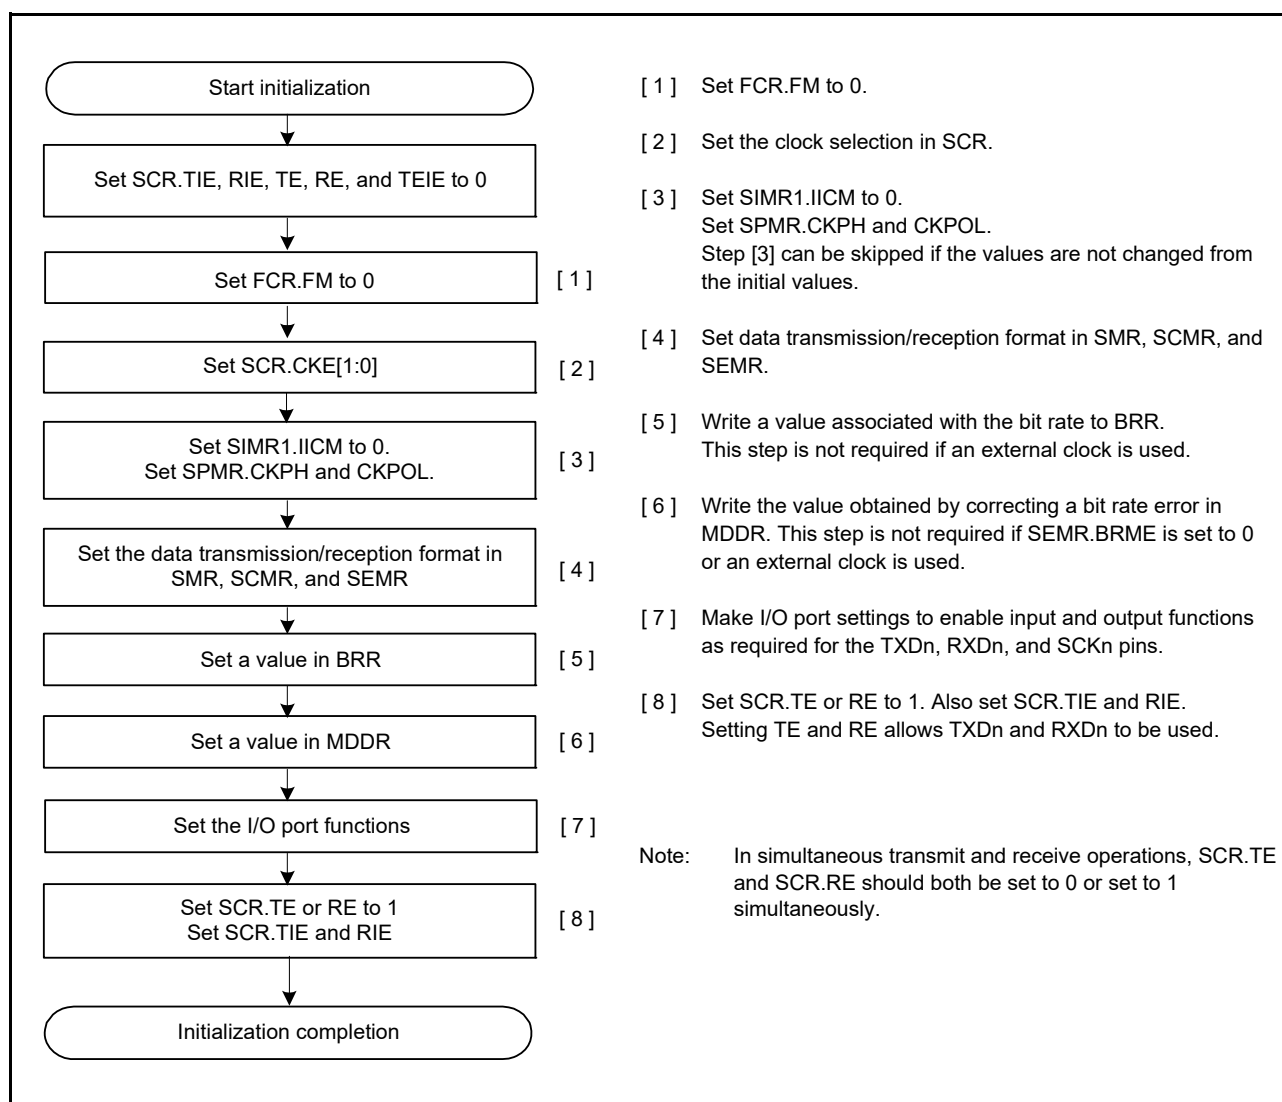 Start initialization
Set SCR.TIE, RIE, TE, RE, and TEIE to 0
Set FCR.FM to 0
[ 1 ]
Set SCR.CKE[1:0]
[ 2 ]
Set SIMR1.IICM to 0.
Set SPMR.CKPH and CKPOL.
[ 3 ]
Set the data transmission/reception format in
SMR, SCMR, and SEMR
[ 4 ]
Set a value in BRR
[ 5 ]
Set a value in MDDR
[ 6 ]
Set the I/O port functions
[ 7 ]
Set SCR.TE or RE to 1
Set SCR.TIE and RIE
[ 8 ]
Initialization completion
[ 1 ] Set FCR.FM to 0.
[ 2 ] Set the clock selection in SCR.
[ 3 ] Set SIMR1.IICM to 0.
Set SPMR.CKPH and CKPOL.
Step [3] can be skipped if the values are not changed from
the initial values.
[ 4 ] Set data transmission/reception format in SMR, SCMR, and
SEMR.
[ 5 ] Write a value associated with the bit rate to BRR.
This step is not required if an external clock is used.
[ 6 ] Write the value obtained by correcting a bit rate error in
MDDR. This step is not required if SEMR.BRME is set to 0
or an external clock is used.
[ 7 ] Make I/O port settings to enable input and output functions
as required for the TXDn, RXDn, and SCKn pins.
[ 8 ] Set SCR.TE or RE to 1. Also set SCR.TIE and RIE.
Setting TE and RE allows TXDn and RXDn to be used.
Note: In simultaneous transmit and receive operations, SCR.TE
and SCR.RE should both be set to 0 or set to 1
simultaneously.